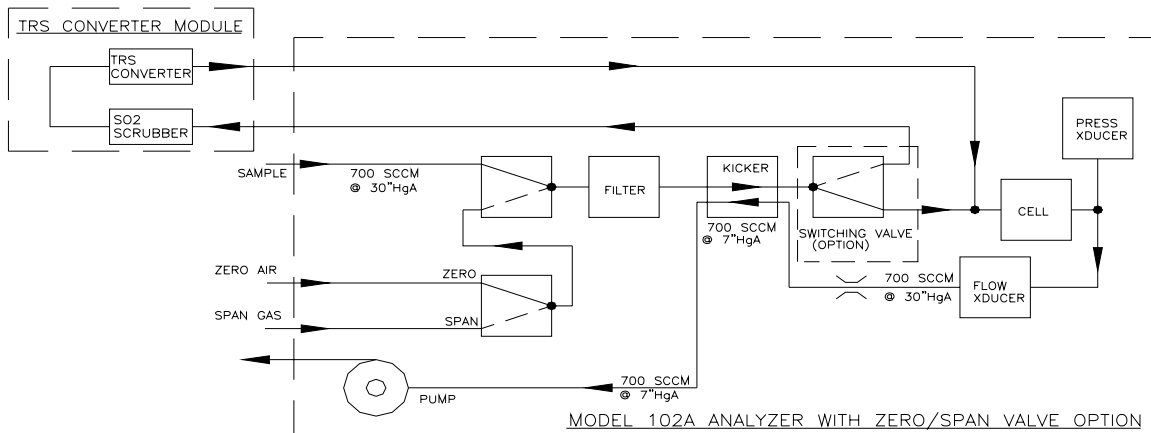 TRS CONVERTER MODULE
TRS
CONVERTER
SO2
SCRUBBER
PRESS
XDUCER
SAMPLE
700 SCCM
@ 30"HgA
FILTER
KICKER
700 SCCM
@ 7"HgA
SWITCHING VALVE
(OPTION)
CELL
ZERO AIR
ZERO
SPAN GAS
SPAN
700 SCCM
@ 30"HgA
FLOW
XDUCER
PUMP
700 SCCM
@ 7"HgA
MODEL 102A ANALYZER WITH ZERO/SPAN VALVE OPTION